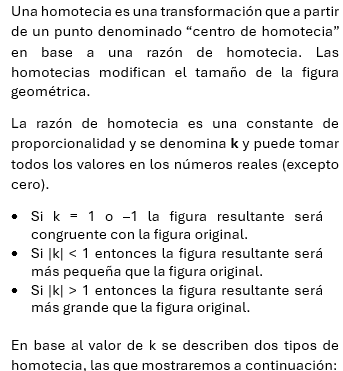 Una homotecia es una transformación que a partir
de un punto denominado “centro de homotecia”
en base a una razón de homotecia. Las
homotecias modifican el tamaño de la figura
geométrica.
La razón de homotecia es una constante de
proporcionalidad y se denomina k y puede tomar
todos los valores en los números reales (excepto
cero).
• Si k = 1 o –1 la figura resultante será
congruente con la figura original.
• Si |k| < 1 entonces la figura resultante será
más pequeña que la figura original.
• Si |k| > 1 entonces la figura resultante será
más grande que la figura original.
En base al valor de k se describen dos tipos de
homotecia, las que mostraremos a continuación: